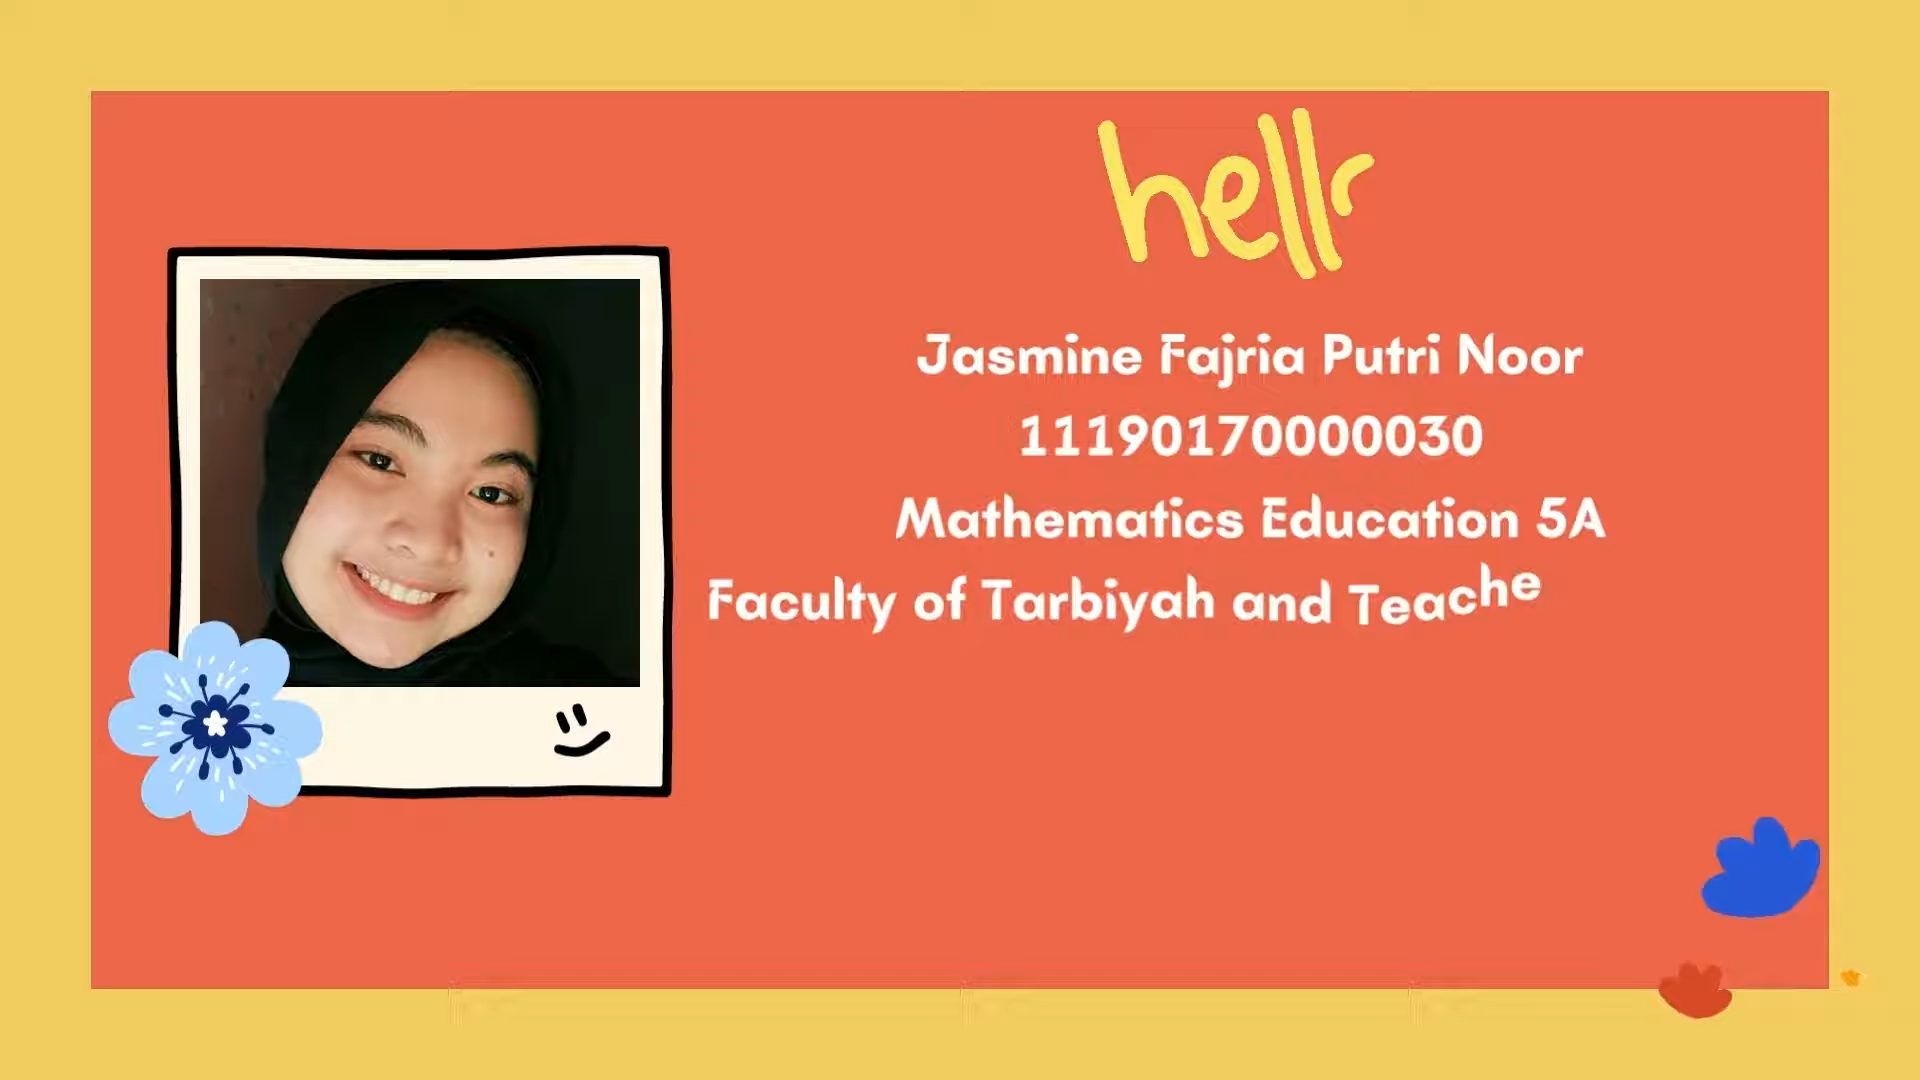 hell
Jasmine Fajria Putri Noor
11190170000030
Mathematics Education 5A
Faculty of Tarbiyah and Teache